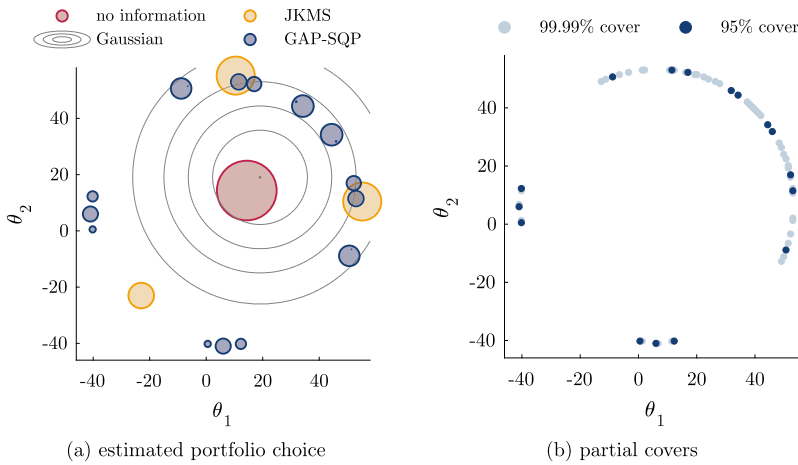 no information
JKMS
Gaussian
GAP-SQP
99.99% cover
95% cover
40
20
0
-20
-40
θ2
-40
-20
0
20
40
θ1
40
20
0
-20
-40
θ2
-40
-20
0
20
40
θ1
(a) estimated portfolio choice
(b) partial covers